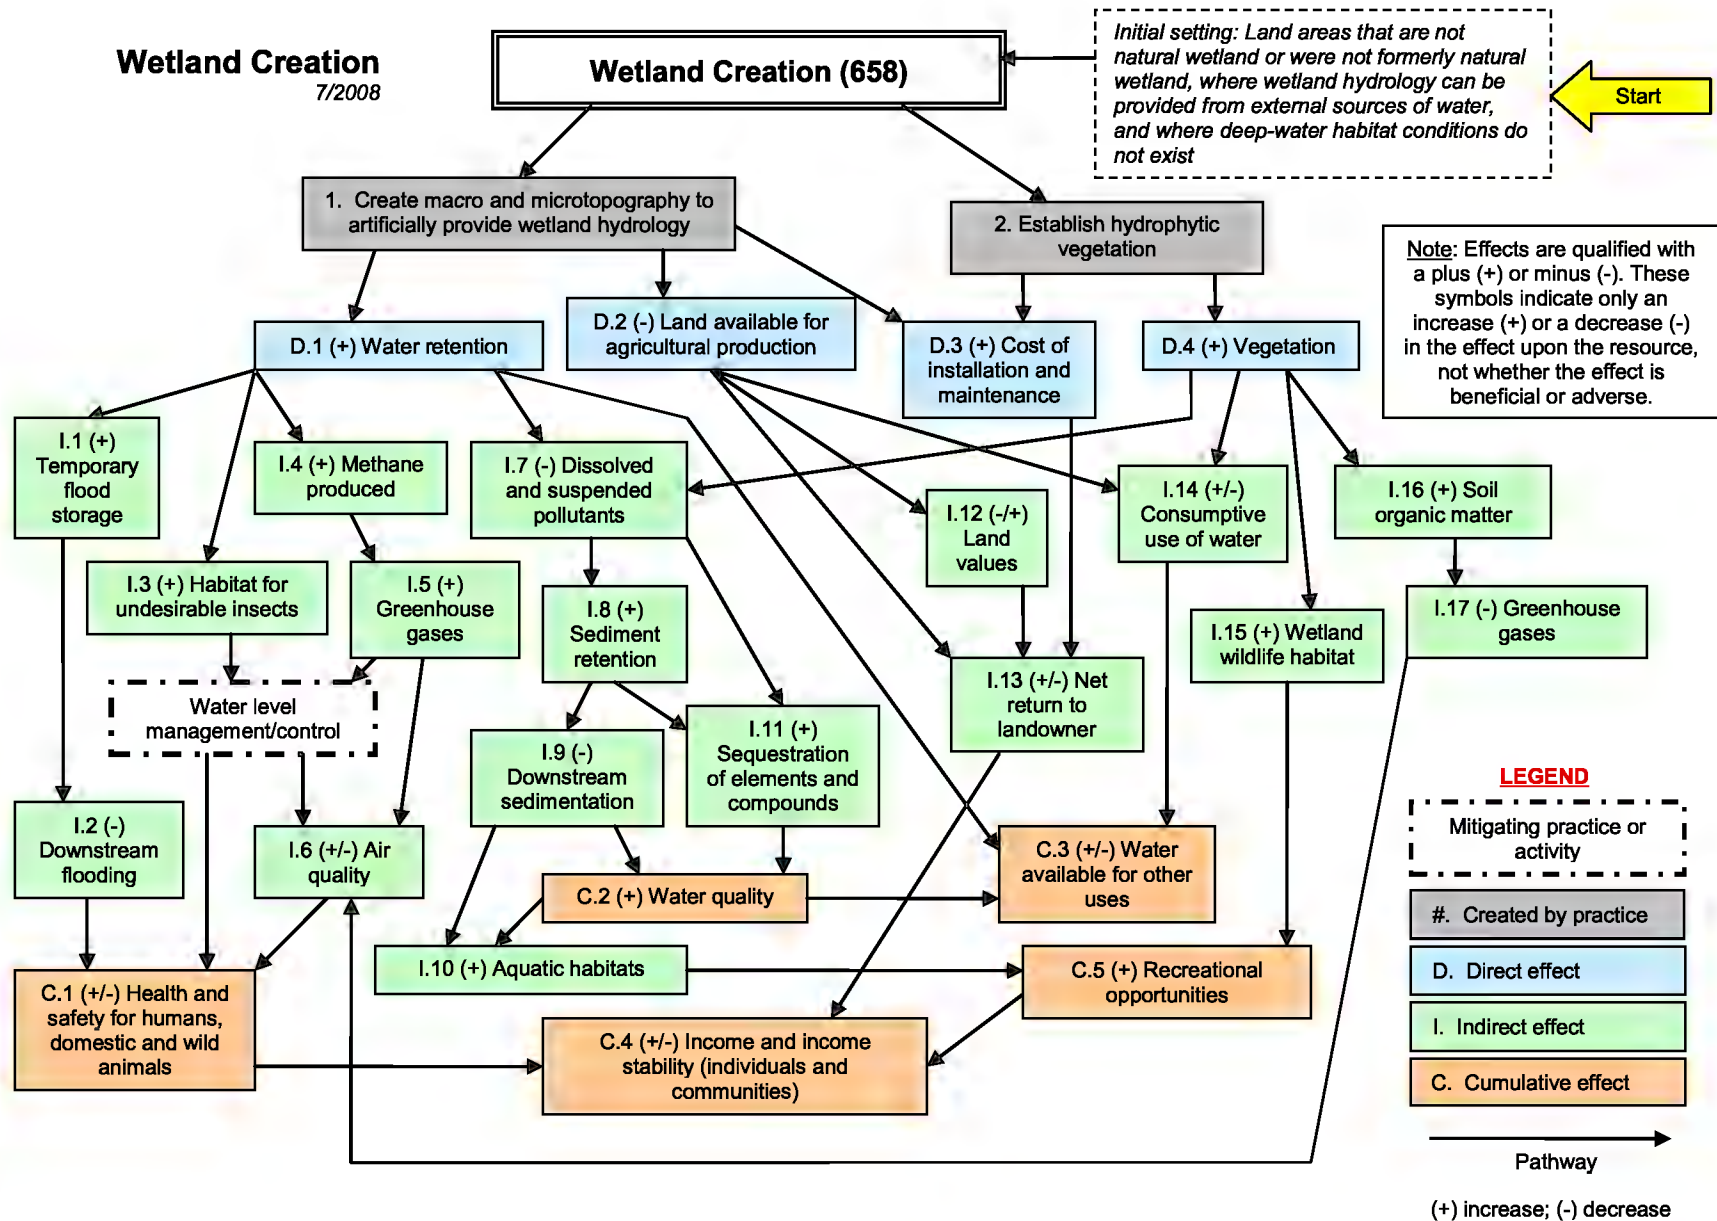 Wetland Creation
7/2008
Wetland Creation (658)
Initial setting: Land areas that are not
natural wetland or were not formerly natural
wetland, where wetland hydrology can be
provided from external sources of water,
and where deep-water habitat conditions do
not exist
Start
1. Create macro and microtopography to
artificially provide wetland hydrology
2. Establish hydrophytic
vegetation
Note: Effects are qualified with
a plus (+) or minus (-). These
symbols indicate only an
increase (+) or a decrease (-)
in the effect upon the resource,
not whether the effect is
beneficial or adverse.
D.1 (+) Water retention
D.2 (-) Land available for
agricultural production
D.3 (+) Cost of
installation and
maintenance
D.4 (+) Vegetation
I.1 (+)
Temporary
flood
storage
I.4 (+) Methane
produced
I.7 (-) Dissolved
and suspended
pollutants
I.12 (-/+)
Land
values
I.14 (+/-)
Consumptive
use of water
I.16 (+) Soil
organic matter
I.3 (+) Habitat for
undesirable insects
I.5 (+)
Greenhouse
gases
I.8 (+)
Sediment
retention
I.15 (+) Wetland
wildlife habitat
I.17 (-) Greenhouse
gases
Water level
management/control
I.13 (+/-) Net
return to
landowner
I.9 (-)
Downstream
sedimentation
I.11 (+)
Sequestration
of elements and
compounds
I.2 (-)
Downstream
flooding
I.6 (+/-) Air
quality
C.2 (+) Water quality
C.3 (+/-) Water
available for other
uses
I.10 (+) Aquatic habitats
C.5 (+) Recreational
opportunities
C.1 (+/-) Health and
safety for humans,
domestic and wild
animals
C.4 (+/-) Income and income
stability (individuals and
communities)
LEGEND
Mitigating practice or
activity
#. Created by practice
D. Direct effect
I. Indirect effect
C. Cumulative effect
Pathway
(+) increase; (-) decrease